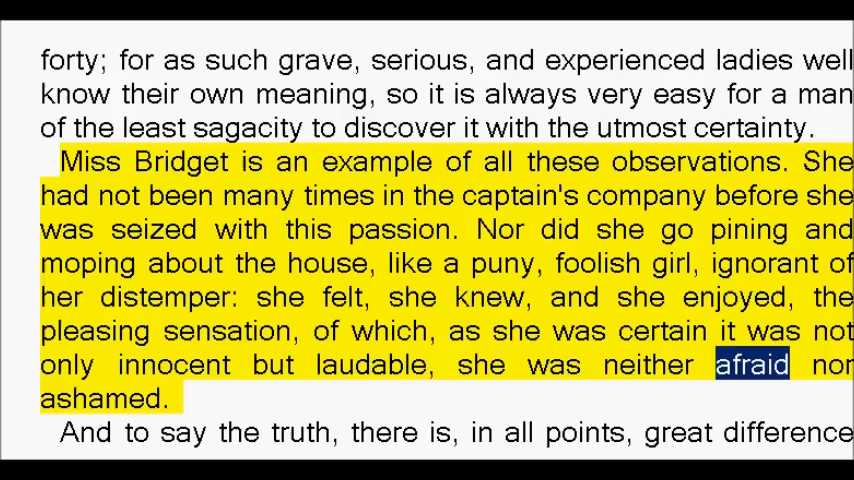 forty; for as such grave, serious, and experienced ladies well
know their own meaning, so it is always very easy for a man
of the least sagacity to discover it with the utmost certainty.
Miss Bridget is an example of all these observations. She
had not been many times in the captain's company before she
was seized with this passion. Nor did she go pining and
moping about the house, like a puny, foolish girl, ignorant of
her distemper: she felt, she knew, and she enjoyed, the
pleasing sensation, of which, as she was certain it was not
only innocent but laudable, she was neither afraid nor
ashamed.
And to say the truth, there is, in all points, great difference